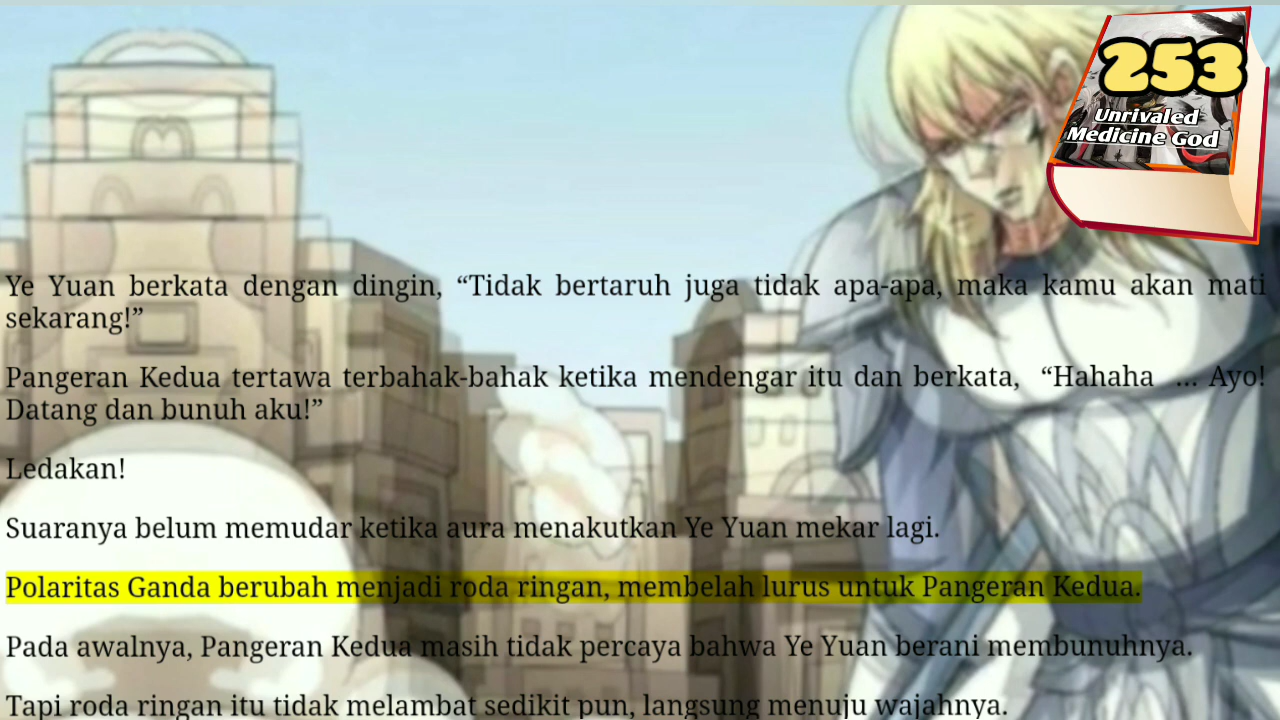 253
Unrivaled
Medicine God
Ye Yuan berkata dengan dingin, “Tidak bertaruh juga tidak apa-apa, maka kamu akan mati
sekarang!”
Pangeran Kedua tertawa terbahak-bahak ketika mendengar itu dan berkata, “Hahaha … Ayo!
Datang dan bunuh aku!”
Ledakan!
Suaranya belum memudar ketika aura menakutkan Ye Yuan mekar lagi.
Polaritas Ganda berubah menjadi roda ringan, membelah lurus untuk Pangeran Kedua.
Pada awalnya, Pangeran Kedua masih tidak percaya bahwa Ye Yuan berani membunuhnya.
Tapi roda ringan itu tidak melambat sedikit pun, langsung menuju wajahnya.